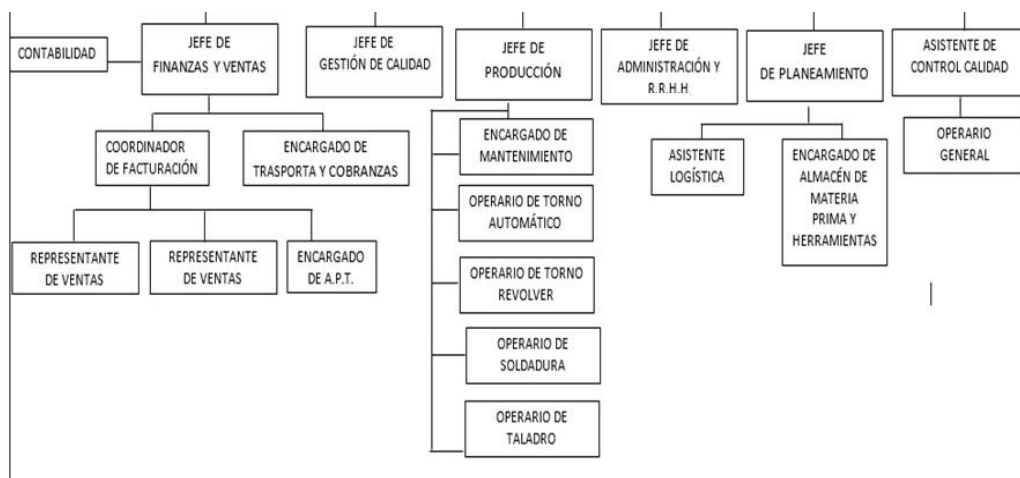 CONTABILIDAD
JEFE DE
FINANZAS Y VENTAS
JEFE DE
GESTIÓN DE CALIDAD
JEFE DE
PRODUCCIÓN
JEFE DE
ADMINISTRACIÓN Y
R.R.H.H
JEFE
DE PLANEAMIENTO
ASISTENTE DE
CONTROL CALIDAD
COORDINADOR
DE FACTURACIÓN
ENCARGADO DE
TRASPORTA Y COBRANZAS
REPRESENTANTE
DE VENTAS
REPRESENTANTE
DE VENTAS
ENCARGADO
DE A.P.T.
ENCARGADO DE
MANTENIMIENTO
OPERARIO DE TORNO
AUTOMÁTICO
OPERARIO DE TORNO
REVOLVER
OPERARIO DE
SOLDADURA
OPERARIO DE
TALADRO
ASISTENTE
LOGÍSTICA
ENCARGADO DE
ALMACÉN DE
MATERIA
PRIMA Y
HERRAMIENTAS
OPERARIO
GENERAL